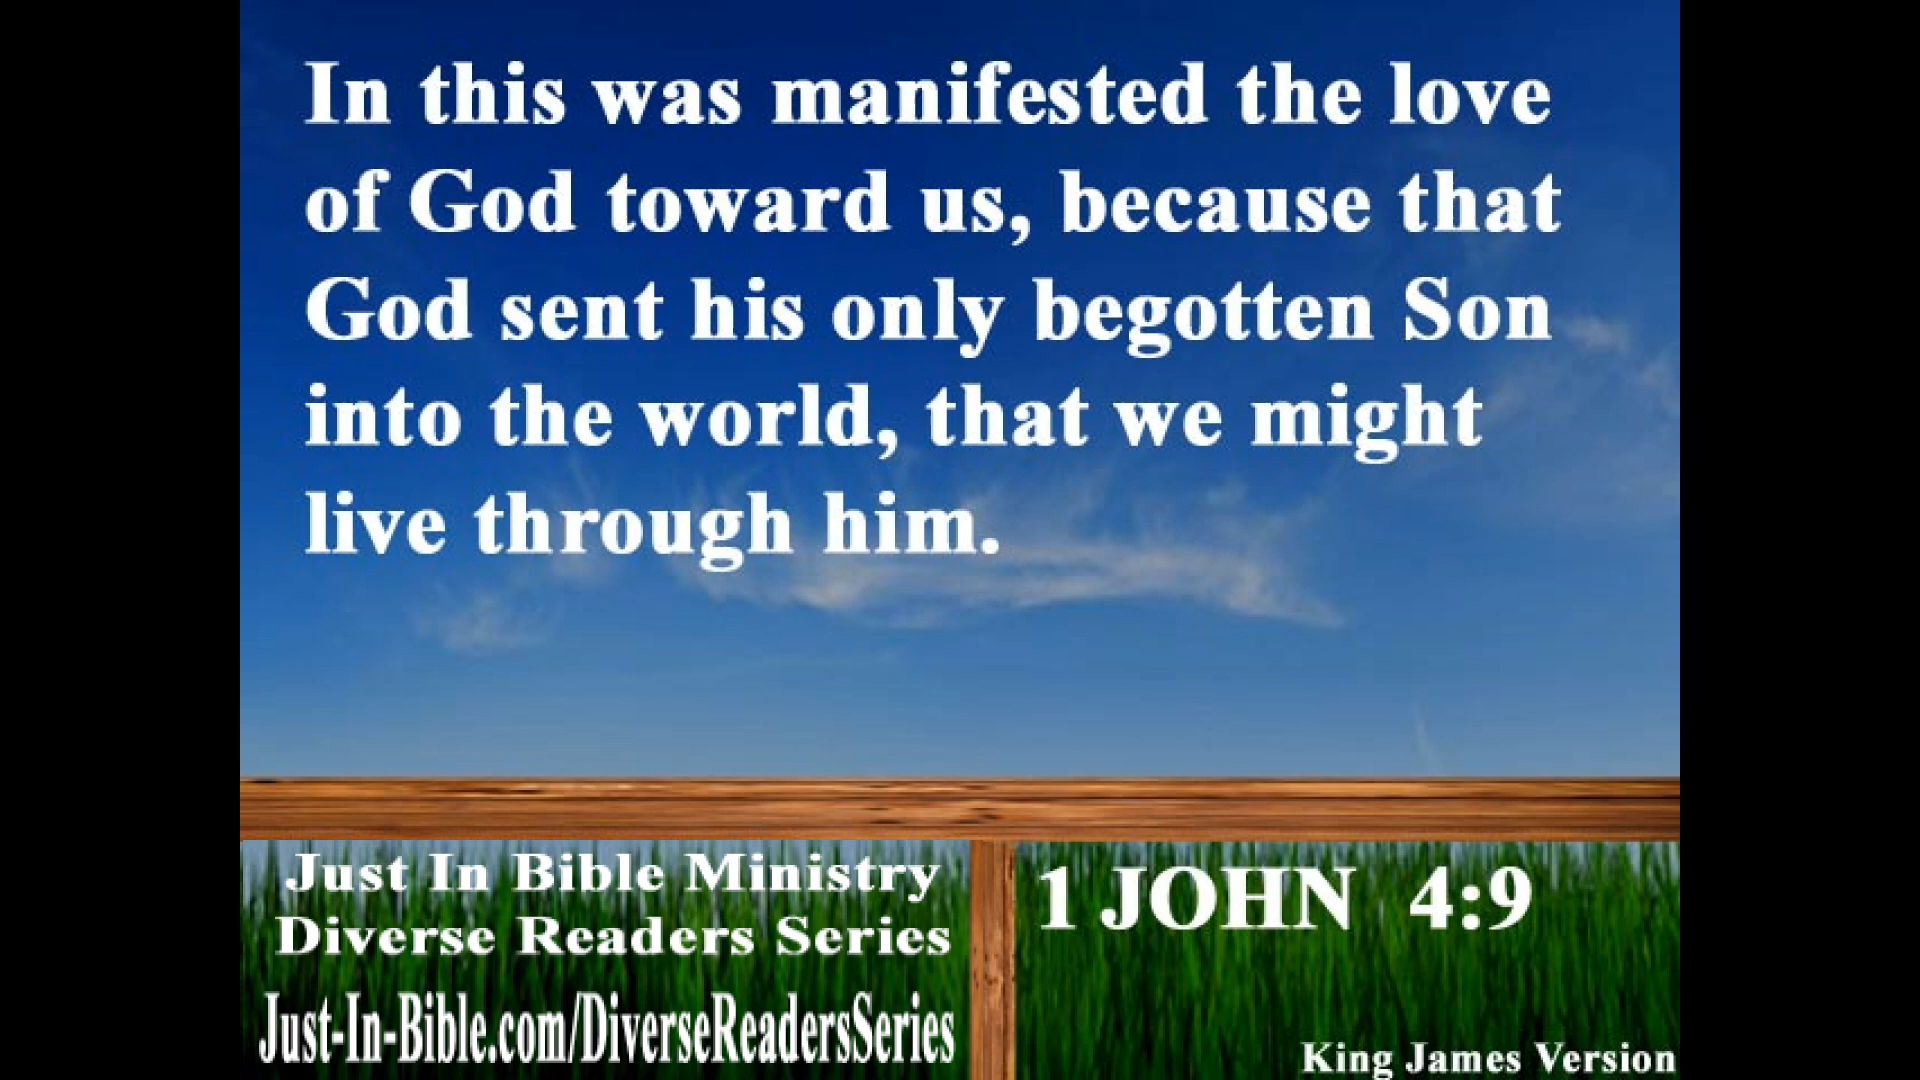 In this was manifested the love
of God toward us, because that
God sent his only begotten Son
into the world, that we might
live through him.
Just In Bible Ministry
Diverse Readers Series
Just-In-Bible.com/DiverseReadersSeries
1 JOHN 4:9
King James Version